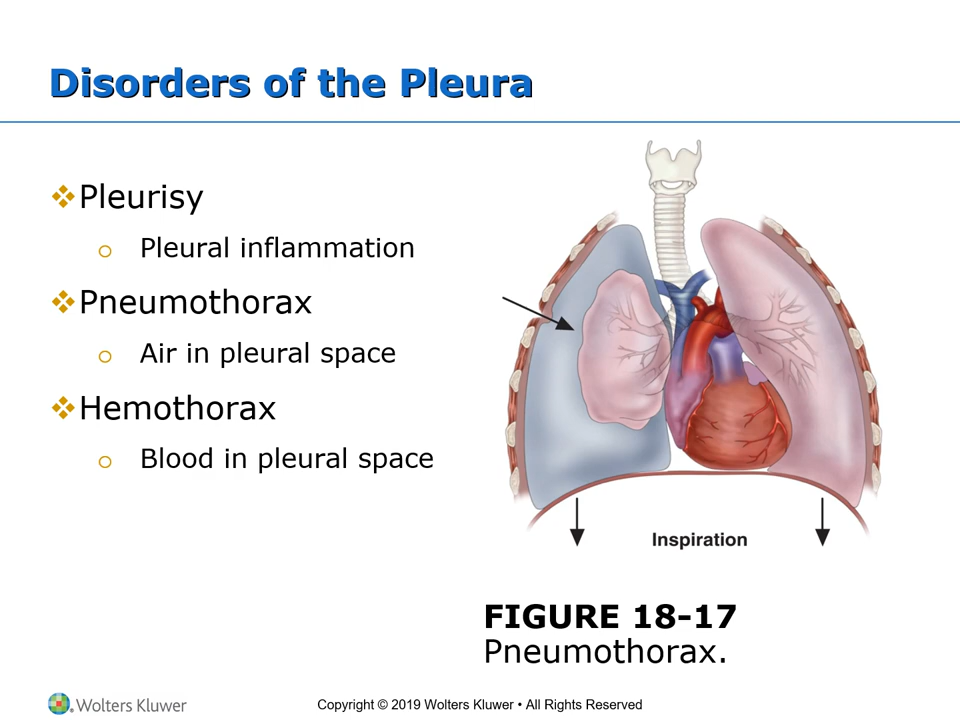 Disorders of the Pleura
❖Pleurisy
o Pleural inflammation
❖Pneumothorax
o Air in pleural space
❖Hemothorax
o Blood in pleural space
Inspiration
FIGURE 18-17
Pneumothorax.
Wolters Kluwer
Copyright © 2019 Wolters Kluwer • All Rights Reserved